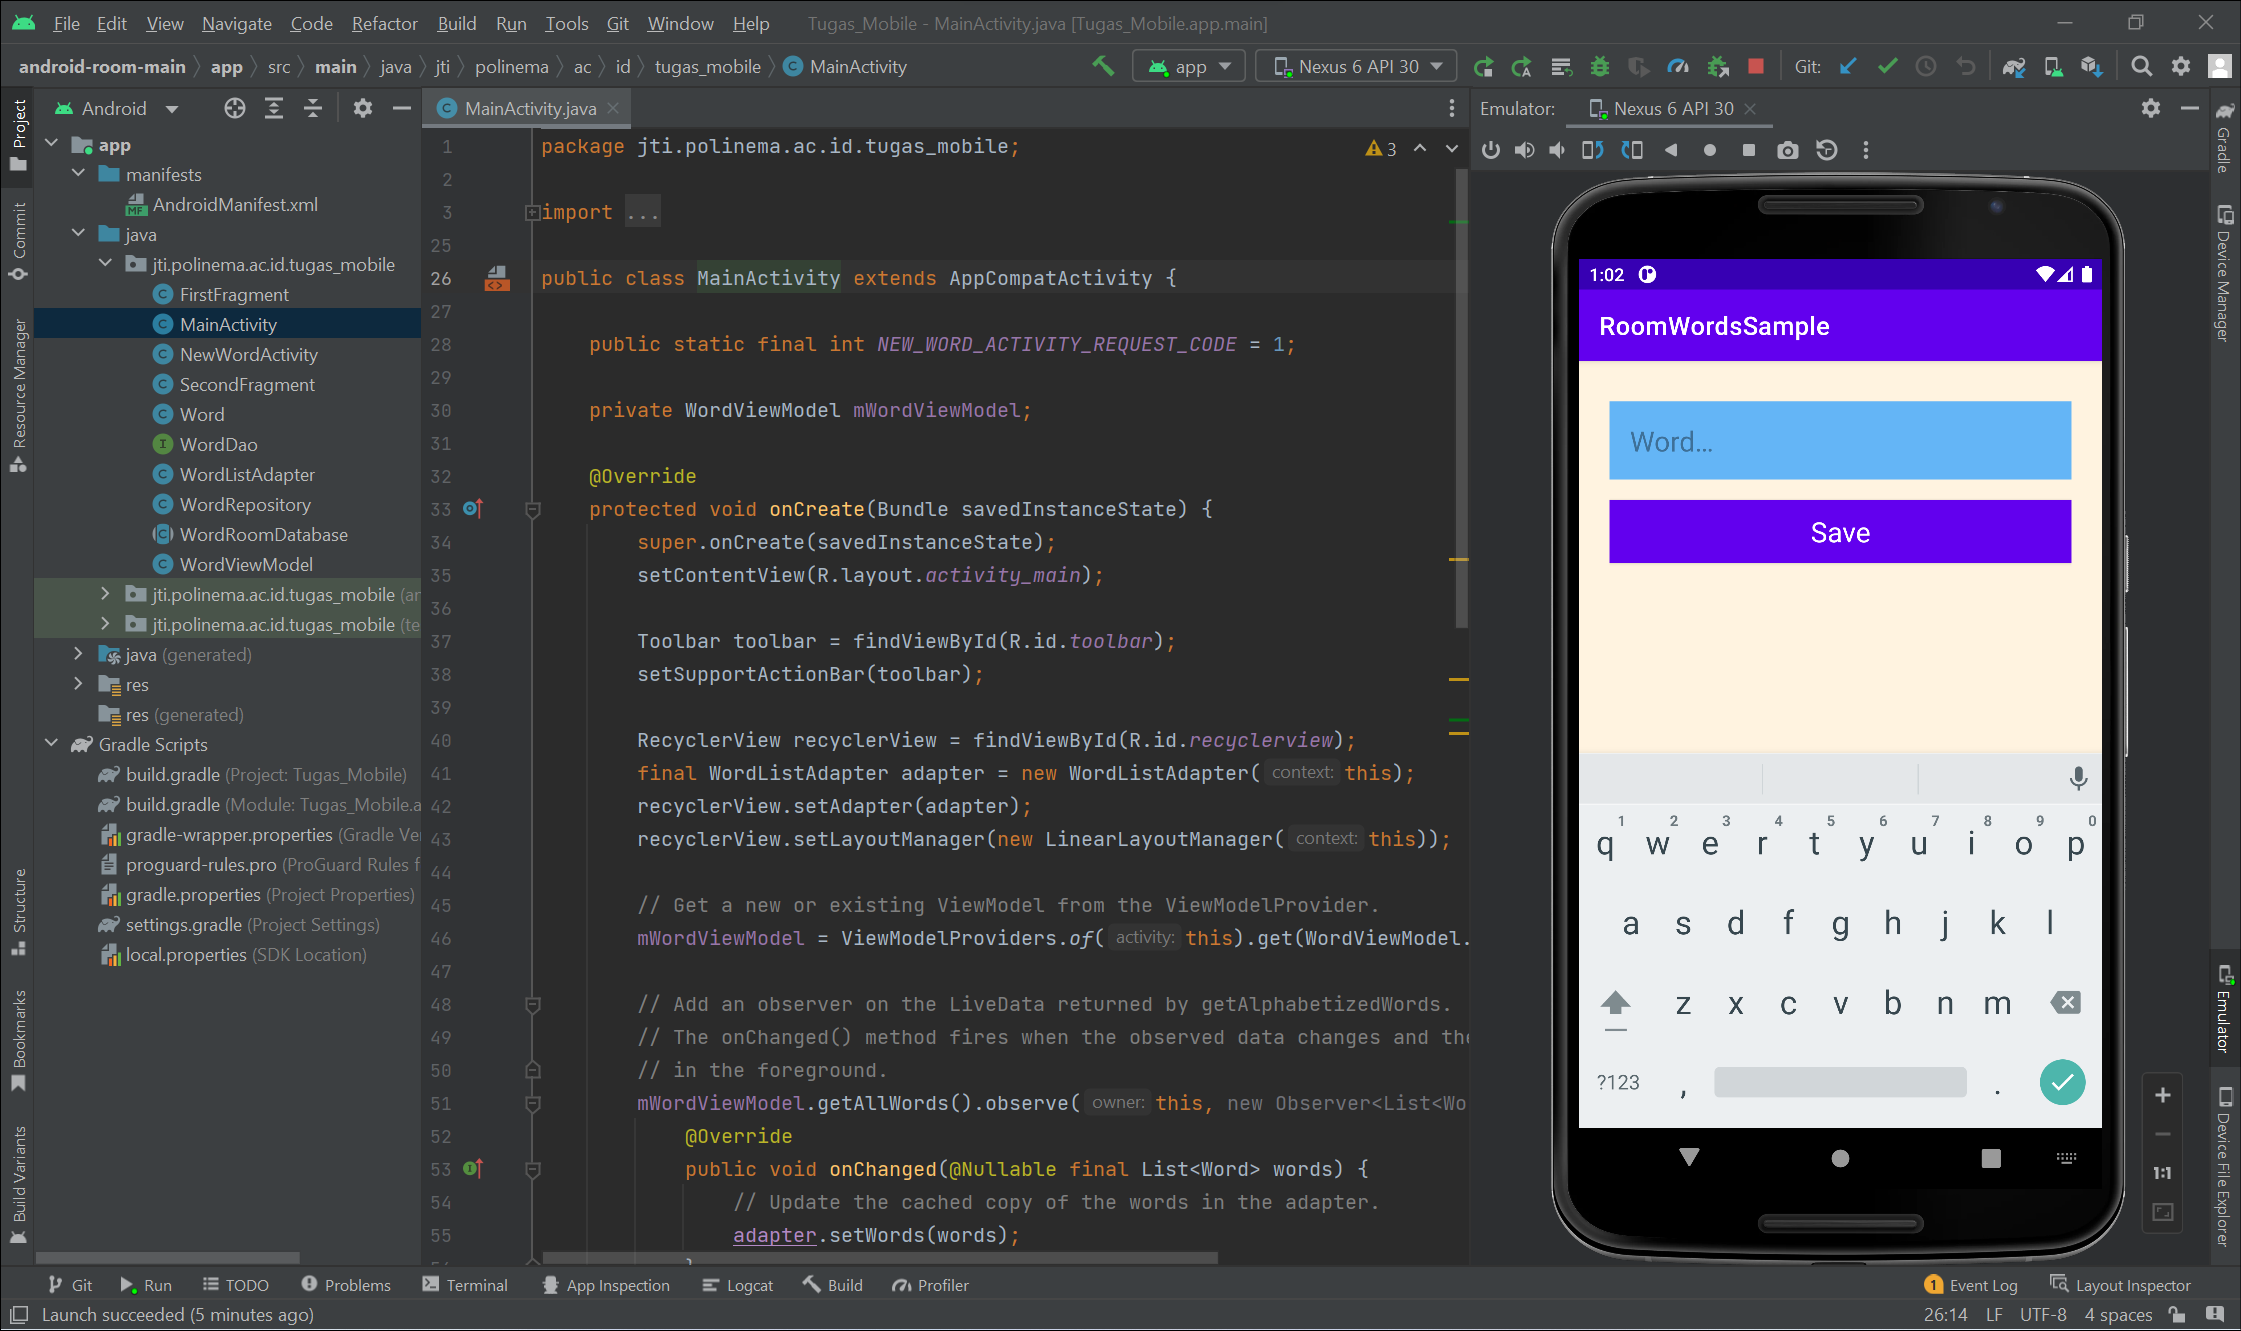 File Edit View Navigate Code Refactor Build Run Tools Git Window Help Tugas_Mobile - MainActivity.java [Tugas_Mobile.app.main]
android-room-main app src main java jti polinema ac id tugas_mobile MainActivity app Nexus 6 API 30 Git:
Project
Commit
Resource Manager
Structure
Bookmarks
Build Variants
Android
app
manifests
AndroidManifest.xml
java
jti.polinema.ac.id.tugas_mobile
FirstFragment
MainActivity
NewWordActivity
SecondFragment
Word
WordDao
WordListAdapter
WordRepository
WordRoomDatabase
WordViewModel
jti.polinema.ac.id.tugas_mobile (ar
jti.polinema.ac.id.tugas_mobile (te
java (generated)
res
res (generated)
Gradle Scripts
build.gradle (Project: Tugas_Mobile)
build.gradle (Module: Tugas_Mobile.a
gradle-wrapper.properties (Gradle Ve
proguard-rules.pro (ProGuard Rules f
gradle.properties (Project Properties)
settings.gradle (Project Settings)
local.properties (SDK Location)
MainActivity.java
3
1 package jti.polinema.ac.id.tugas_mobile;
2
3 import ...
25
26 public class MainActivity extends AppCompatActivity {
27
28 public static final int NEW_WORD_ACTIVITY_REQUEST_CODE = 1;
29
30 private WordViewModel mWordViewModel;
31
32 @Override
33 protected void onCreate(Bundle savedInstanceState) {
34 super.onCreate(savedInstanceState);
35 setContentView(R.layout.activity_main);
36
37 Toolbar toolbar = findViewById(R.id.toolbar);
38 setSupportActionBar(toolbar);
39
40 RecyclerView recyclerView = findViewById(R.id.recyclerview);
41 final WordListAdapter adapter = new WordListAdapter( context: this);
42 recyclerView.setAdapter(adapter);
43 recyclerView.setLayoutManager(new LinearLayoutManager( context: this));
44
45 // Get a new or existing ViewModel from the ViewModelProvider.
46 mWordViewModel = ViewModelProviders.of( activity: this).get(WordViewModel.
47
48 // Add an observer on the LiveData returned by getAlphabetizedWords.
49 // The onChanged() method fires when the observed data changes and the
50 // in the foreground.
51 mWordViewModel.getAllWords().observe( owner: this, new Observer<List<Wo
52 @Override
53 public void onChanged(@Nullable final List<Word> words) {
54 // Update the cached copy of the words in the adapter.
55 adapter.setWords(words);
}
Emulator: Nexus 6 API 30
1:02
RoomWordsSample
Word...
Save
1 2 3 4 5 6 7 8 9 0
q w e r t y u i o p
a s d f g h j k l
z x c v b n m
?123 , .
1:1
Gradle
Device Manager
Emulator
Device File Explorer
Git Run TODO Problems Terminal App Inspection Logcat Build Profiler 1 Event Log Layout Inspector
Launch succeeded (5 minutes ago) 26:14 LF UTF-8 4 spaces